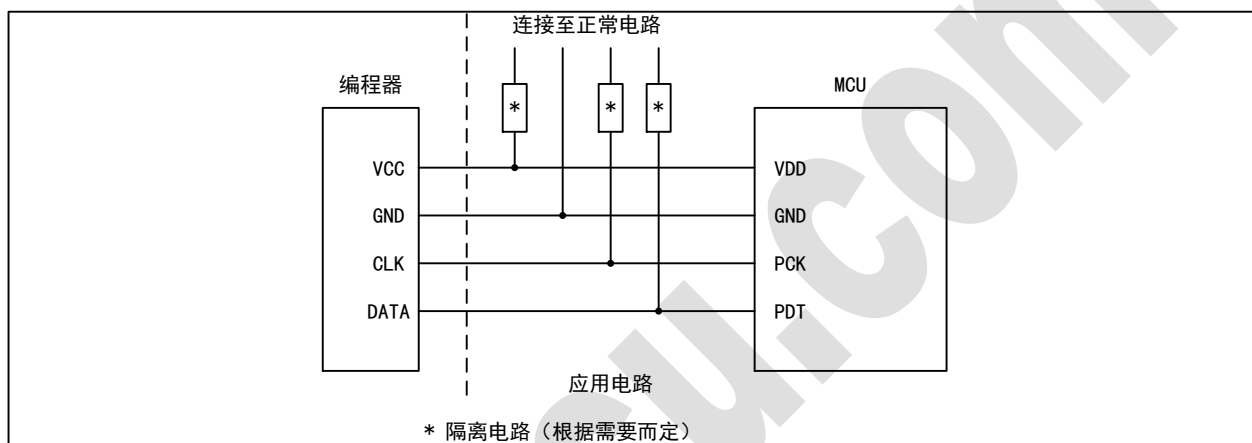 连接至正常电路
编程器
MCU
* * *
VCC VDD
GND GND
CLK PCK
DATA PDT
应用电路
* 隔离电路（根据需要而定）
u.com